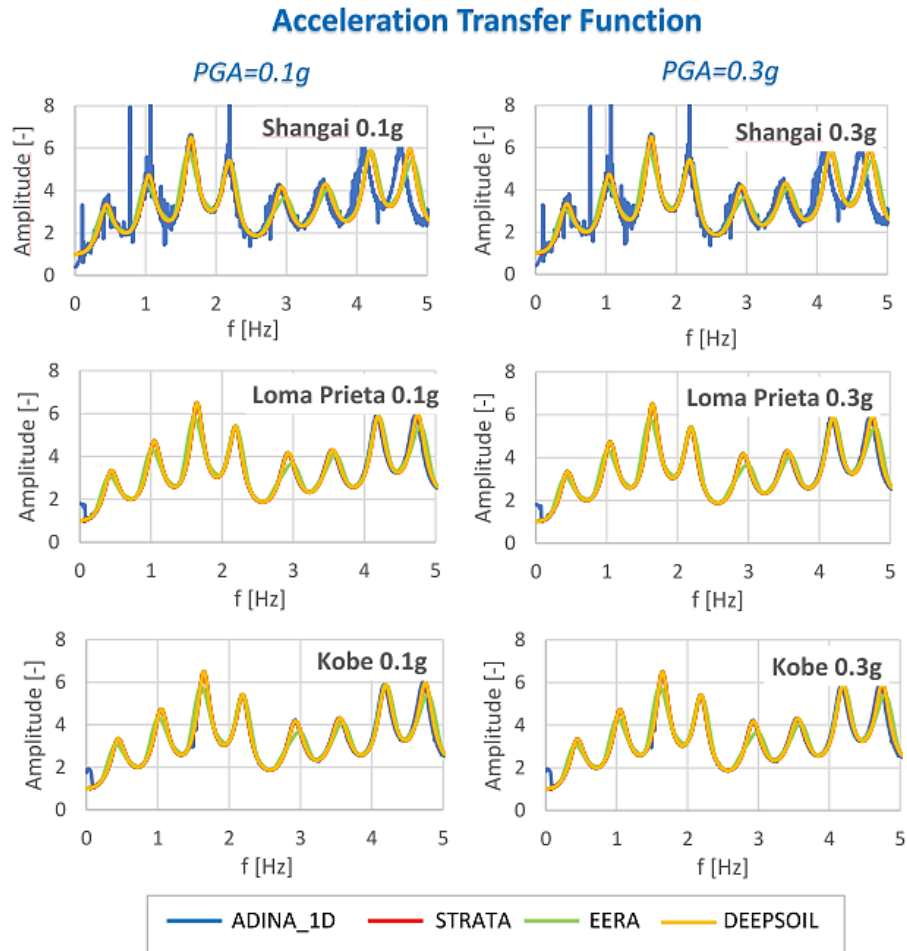 Acceleration Transfer Function
PGA=0.1g
PGA=0.3g
Shangai 0.1g
Amplitude [-]
8
6
4
2
0
0 1 2 3 4 5
f [Hz]
Shangai 0.3g
Amplitude [-]
8
6
4
2
0
0 1 2 3 4 5
f [Hz]
Loma Prieta 0.1g
Amplitude [-]
8
6
4
2
0
0 1 2 3 4 5
f [Hz]
Loma Prieta 0.3g
Amplitude [-]
8
6
4
2
0
0 1 2 3 4 5
f [Hz]
Kobe 0.1g
Amplitude [-]
8
6
4
2
0
0 1 2 3 4 5
f [Hz]
Kobe 0.3g
Amplitude [-]
8
6
4
2
0
0 1 2 3 4 5
f [Hz]
ADINA_1D STRATA EERA DEEPSOIL